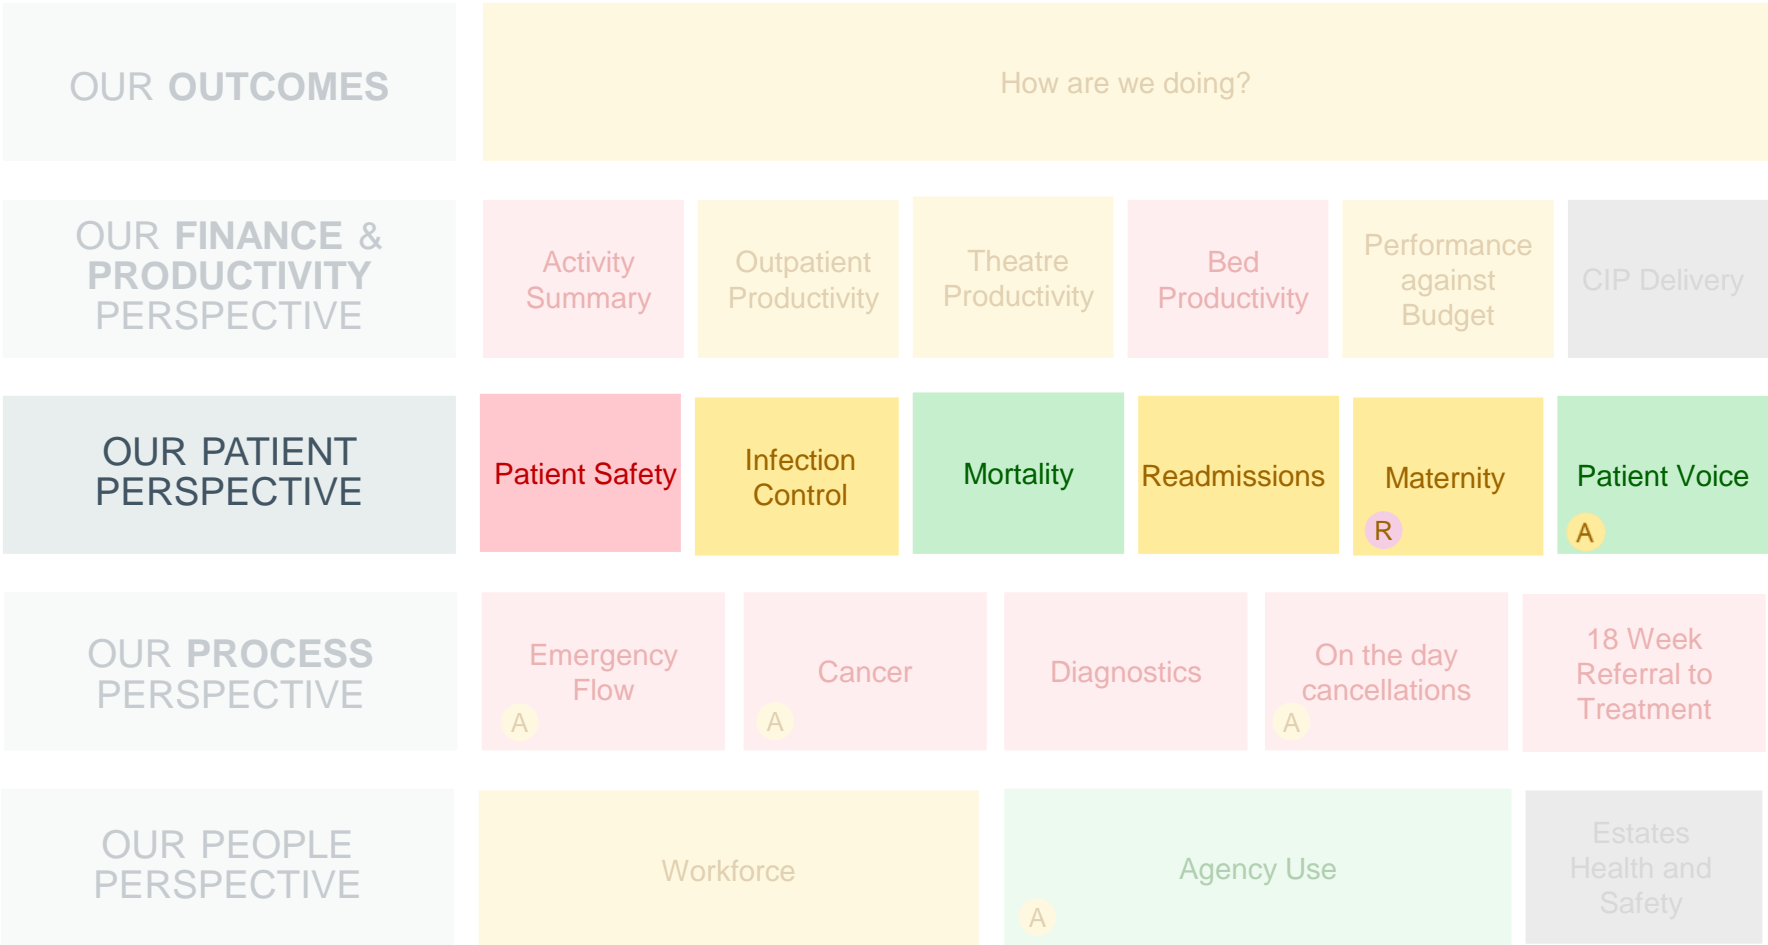 OUR OUTCOMES
How are we doing?
OUR FINANCE &
PRODUCTIVITY
PERSPECTIVE
Activity
Summary
Outpatient
Productivity
Theatre
Productivity
Bed
Productivity
Performance
against
Budget
CIP Delivery
OUR PATIENT
PERSPECTIVE
Patient Safety
Infection
Control
Mortality
Readmissions
Maternity
R
Patient Voice
A
OUR PROCESS
PERSPECTIVE
Emergency
Flow
A
Cancer
A
Diagnostics
On the day
cancellations
A
18 Week
Referral to
Treatment
OUR PEOPLE
PERSPECTIVE
Workforce
Agency Use
A
Estates
Health and
Safety